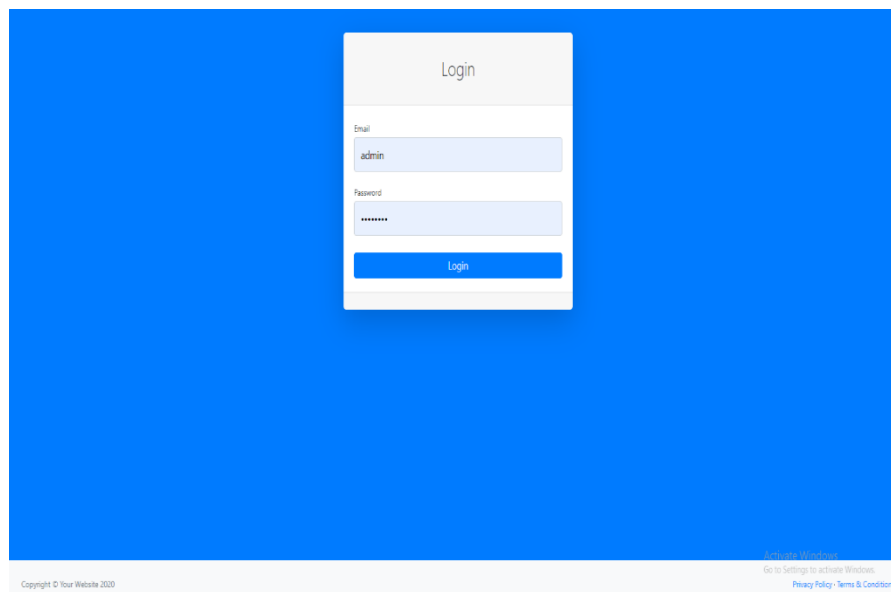 Login
Email
admin
Password
••••••••
Login
Activate Windows
Go to Settings to activate Windows.
Copyright © Your Website 2020
Privacy Policy · Terms & Condition